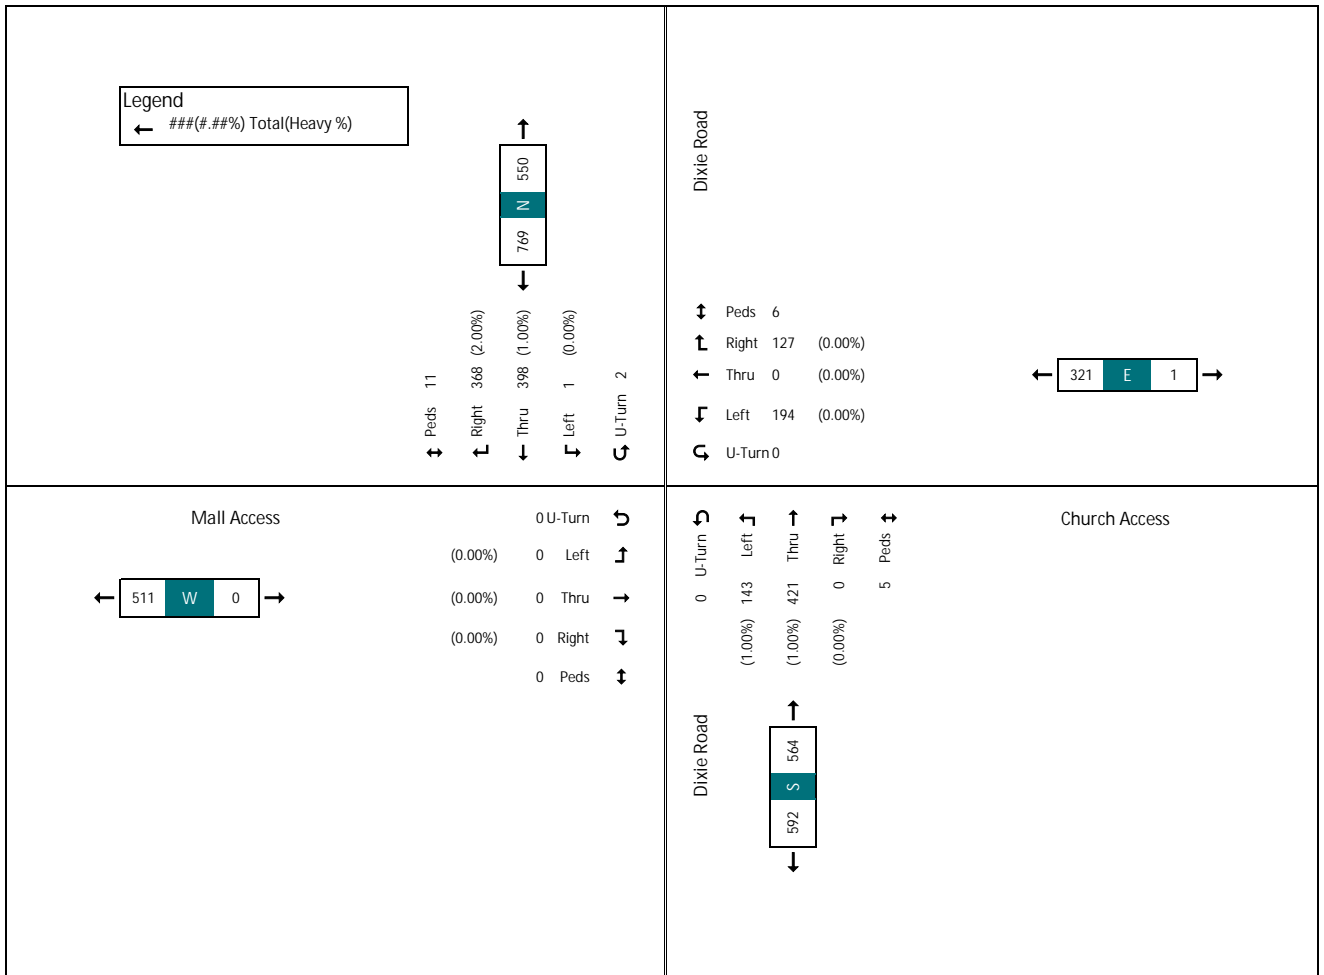 Legend
###(#.##%) Total(Heavy %)
550
N
769
Peds 11
Right 368 (2.00%)
Thru 398 (1.00%)
Left 1 (0.00%)
U-Turn 2
Dixie Road
Peds 6
Right 127 (0.00%)
Thru 0 (0.00%)
Left 194 (0.00%)
U-Turn 0
321 E 1
Mall Access
0 U-Turn
(0.00%) 0 Left
(0.00%) 0 Thru
(0.00%) 0 Right
0 Peds
511 W 0
0 U-Turn
(1.00%) 143 Left
(1.00%) 421 Thru
(0.00%) 0 Right
5 Peds
Church Access
Dixie Road
564
S
592